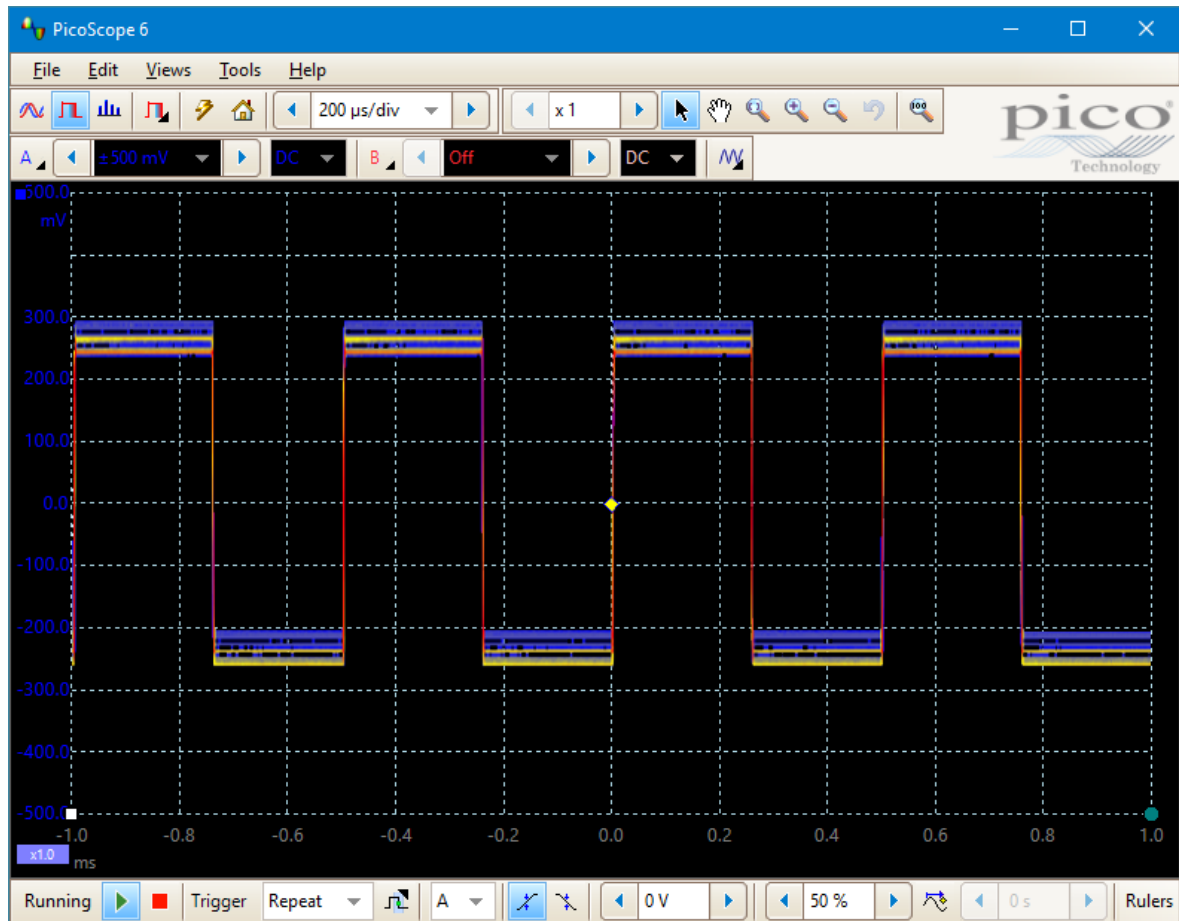 PicoScope 6
File Edit Views Tools Help
200 µs/div x 1
pico
Technology
A ±500 mV DC B Off DC
500.0
mV
300.0
200.0
100.0
0.0
-100.0
-200.0
-300.0
-400.0
-500.0
-1.0 -0.8 -0.6 -0.4 -0.2 0.0 0.2 0.4 0.6 0.8 1.0
x1.0 ms
Running Trigger Repeat A 0 V 50 % 0 s Rulers